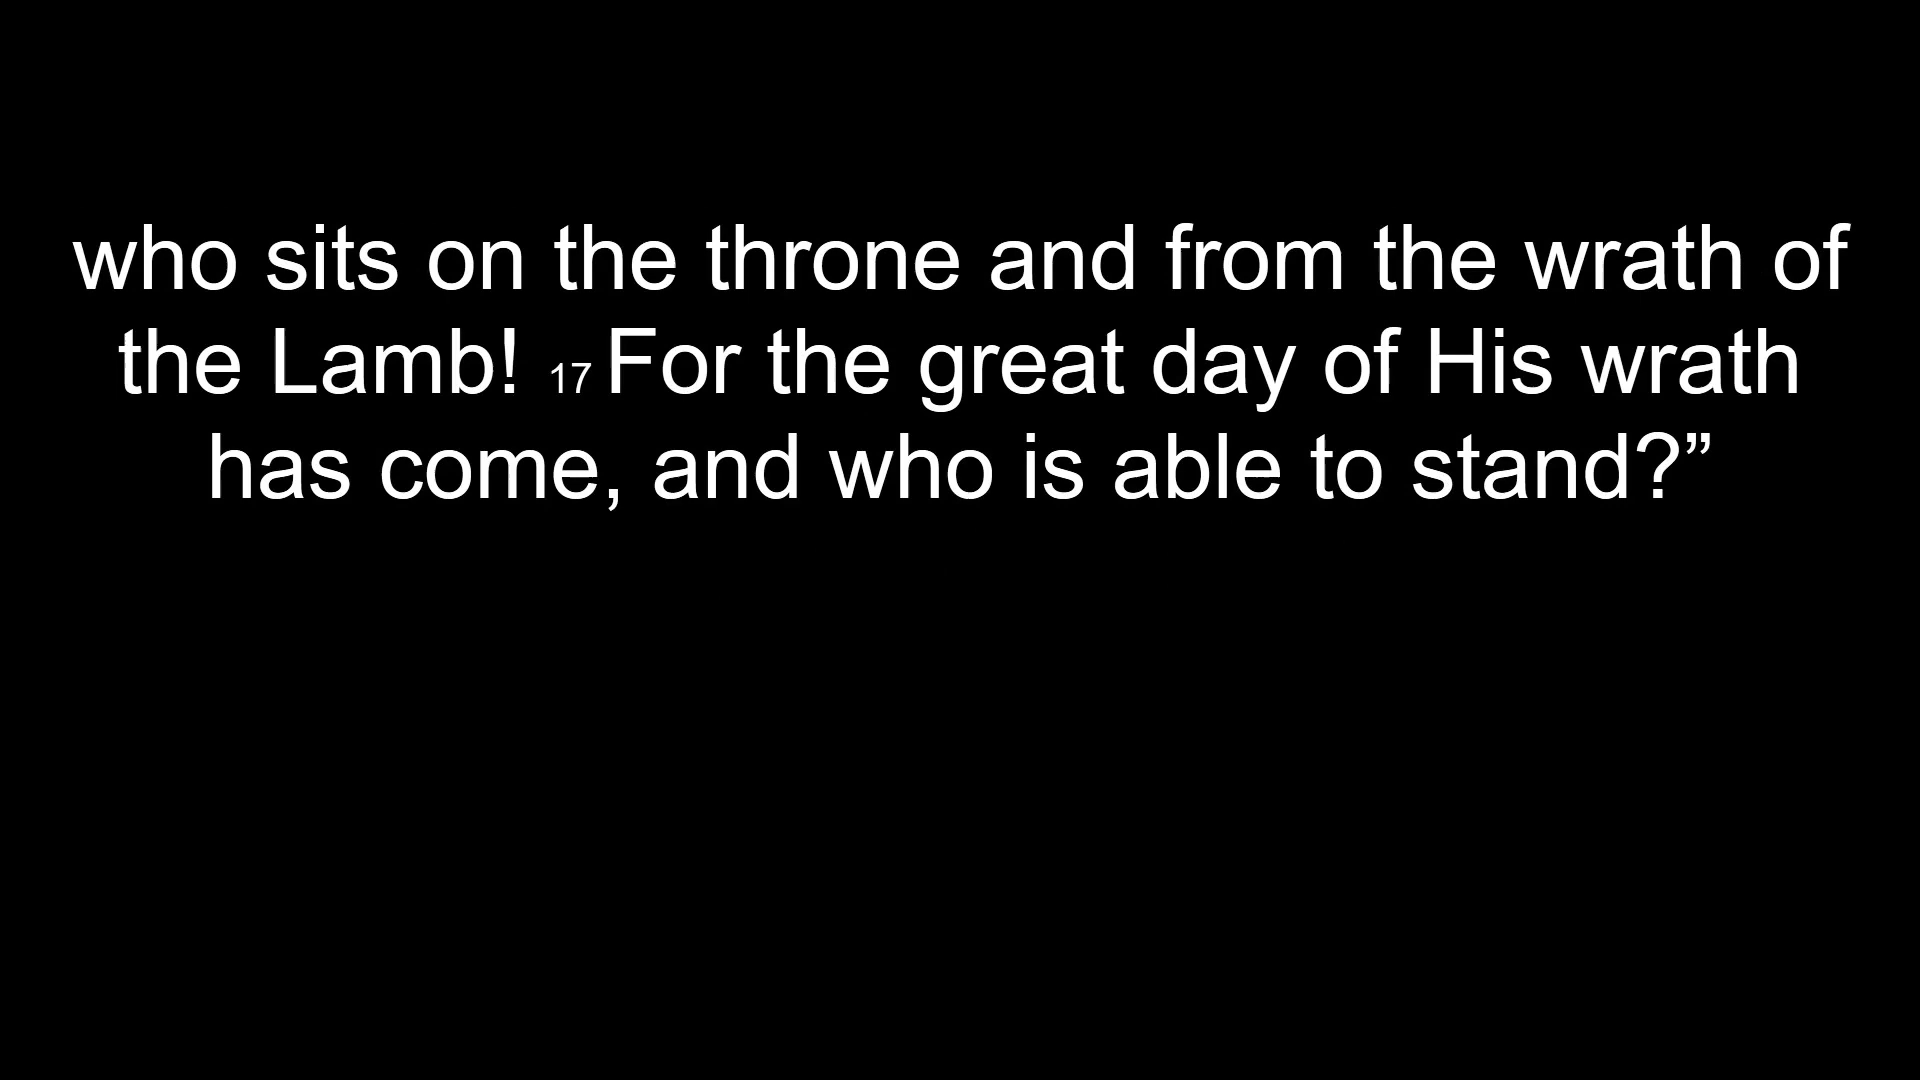 who sits on the throne and from the wrath of
the Lamb! 17 For the great day of His wrath
has come, and who is able to stand?”